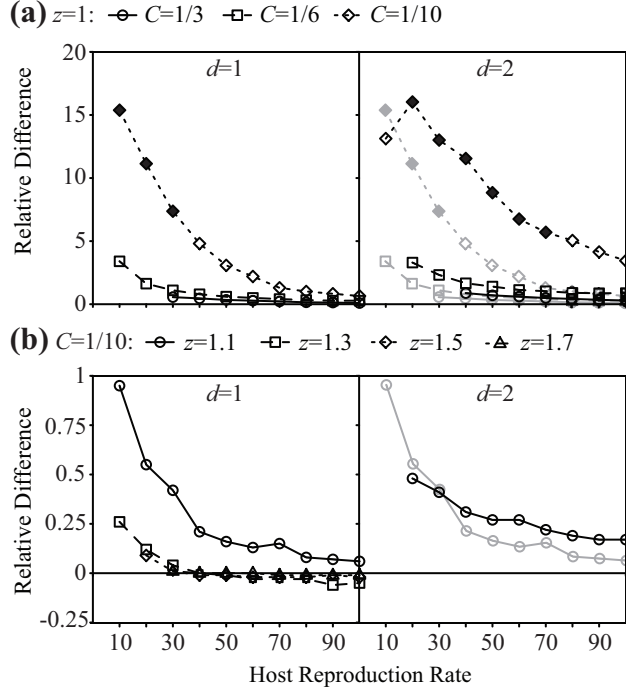 (a) z=1: C=1/3 C=1/6 C=1/10
d=1 d=2
20
15
10
5
0
Relative Difference
(b) C=1/10: z=1.1 z=1.3 z=1.5 z=1.7
d=1 d=2
1
0.75
0.5
0.25
0
-0.25
Relative Difference
10 30 50 70 90 10 30 50 70 90
Host Reproduction Rate